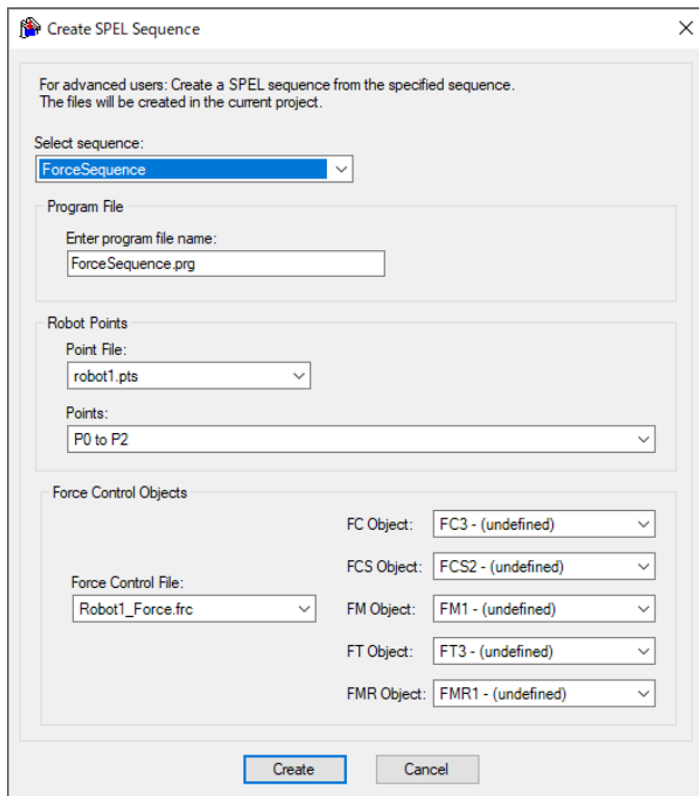 Create SPEL Sequence
For advanced users: Create a SPEL sequence from the specified sequence.
The files will be created in the current project.
Select sequence:
ForceSequence
Program File
Enter program file name:
ForceSequence.prg
Robot Points
Point File:
robot1.pts
Points:
P0 to P2
Force Control Objects
Force Control File:
Robot1_Force.frc
FC Object: FC3 - (undefined)
FCS Object: FCS2 - (undefined)
FM Object: FM1 - (undefined)
FT Object: FT3 - (undefined)
FMR Object: FMR1 - (undefined)
Create Cancel